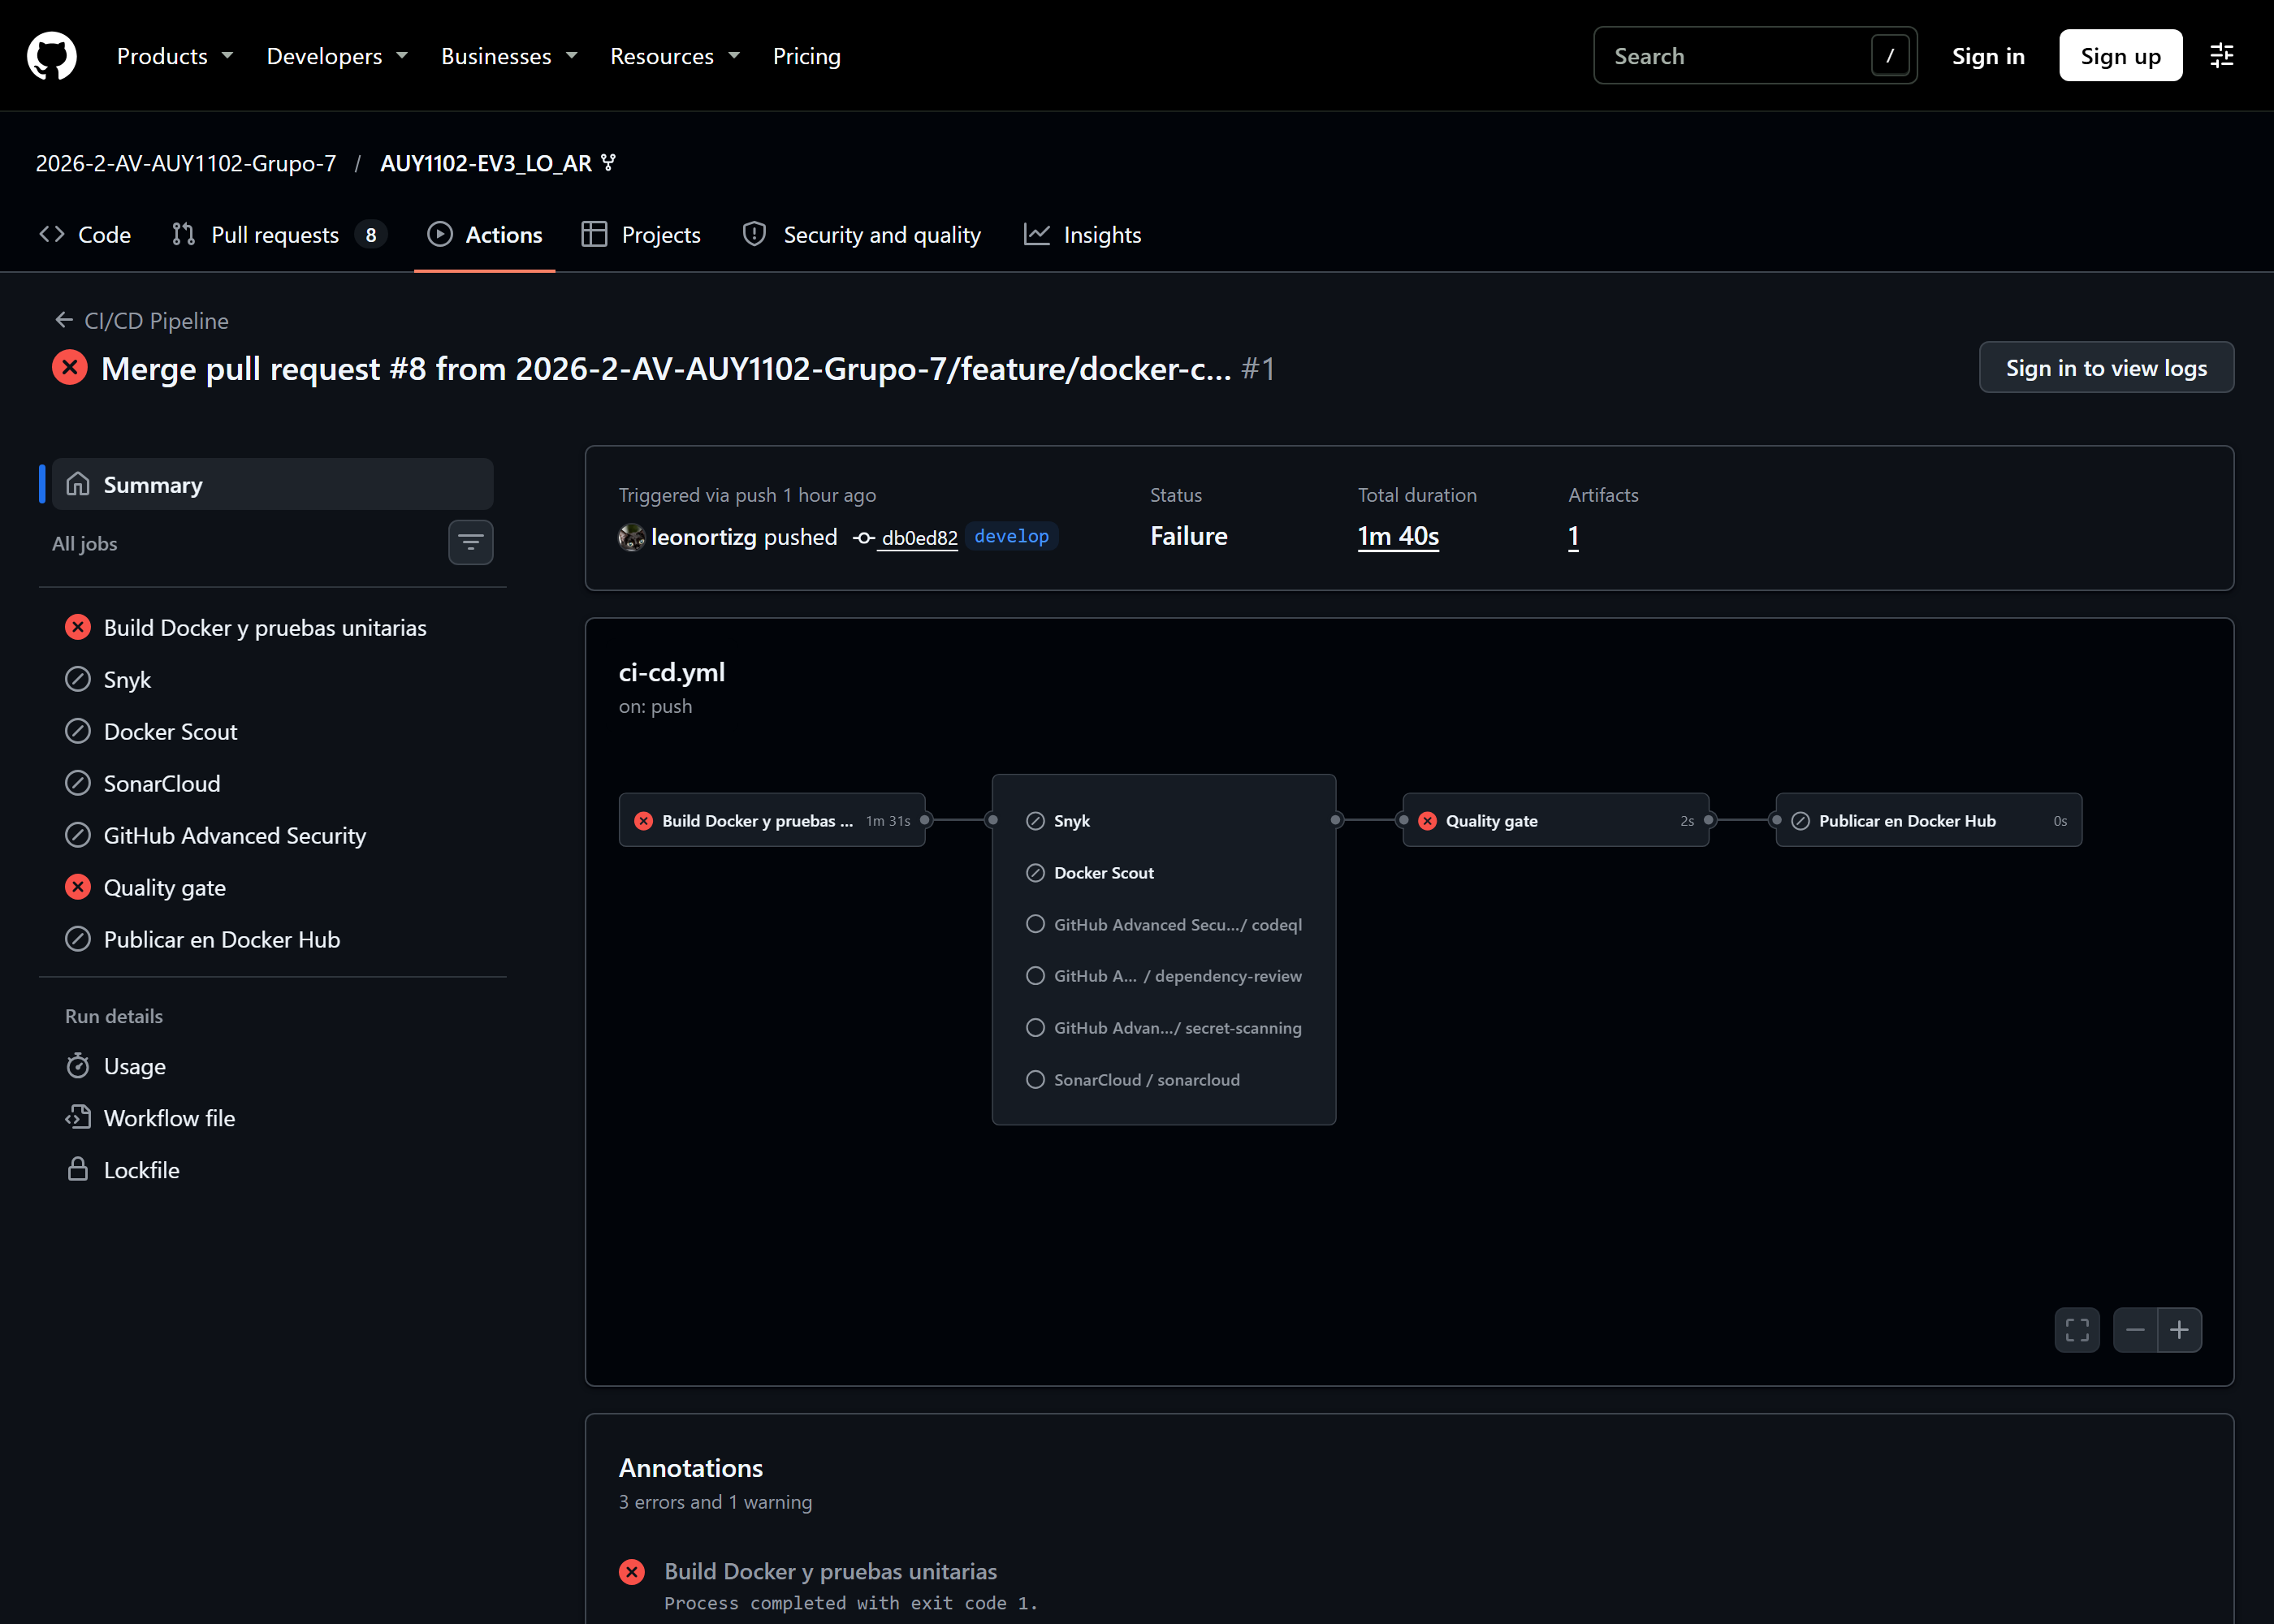 Products Developers Businesses Resources Pricing Search / Sign in Sign up
2026-2-AV-AUY1102-Grupo-7 / AUY1102-EV3_LO_AR
Code Pull requests 8 Actions Projects Security and quality Insights
CI/CD Pipeline
Merge pull request #8 from 2026-2-AV-AUY1102-Grupo-7/feature/docker-c... #1
Sign in to view logs
Summary
All jobs
Build Docker y pruebas unitarias
Snyk
Docker Scout
SonarCloud
GitHub Advanced Security
Quality gate
Publicar en Docker Hub
Run details
Usage
Workflow file
Lockfile
Triggered via push 1 hour ago
leonortizg pushed db0ed82 develop
Status
Failure
Total duration
1m 40s
Artifacts
1
ci-cd.yml
on: push
Build Docker y pruebas ... 1m 31s
Snyk
Docker Scout
GitHub Advanced Secu.../ codeql
GitHub A... / dependency-review
GitHub Advan.../ secret-scanning
SonarCloud / sonarcloud
Quality gate 2s
Publicar en Docker Hub 0s
Annotations
3 errors and 1 warning
Build Docker y pruebas unitarias
Process completed with exit code 1.